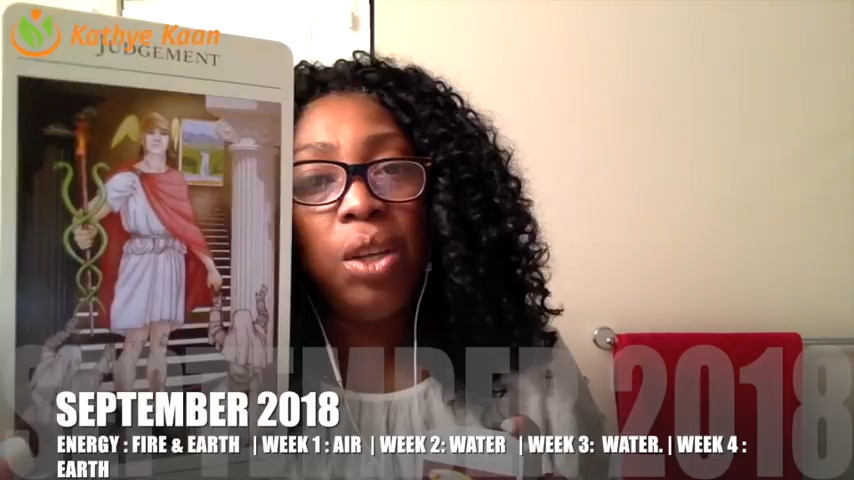 Kathye Kaan
JUDGEMENT
SEPTEMBER 2018
SEPTEMBER 2018
ENERGY : FIRE & EARTH | WEEK 1 : AIR | WEEK 2: WATER | WEEK 3: WATER. | WEEK 4 :
EARTH